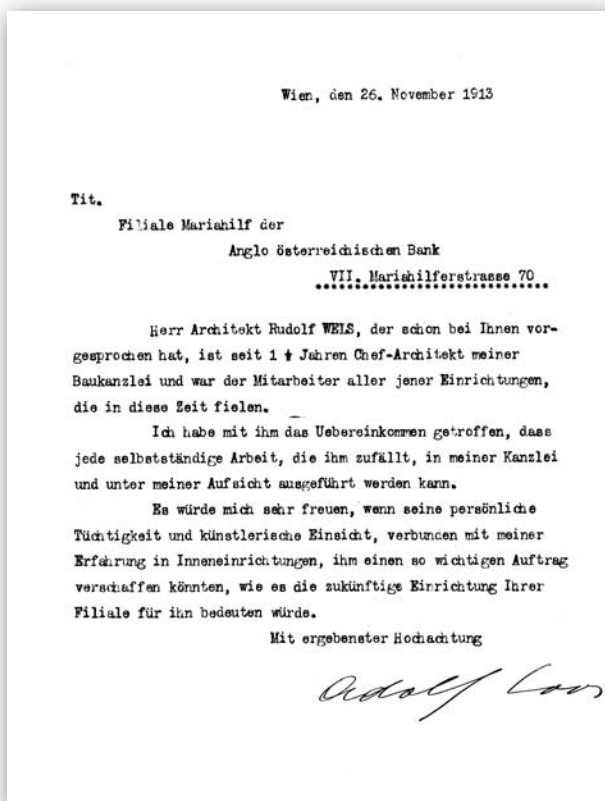 Wien, den 26. November 1913
Tit.
Filiale Mariahilf der
Anglo österreichischen Bank
VII. Mariahilferstrasse 70
Herr Architekt Rudolf WELS, der schon bei Ihnen vor-
gesprochen hat, ist seit 1 Jahren Chef-Architekt meiner
Baukanzlei und war der Mitarbeiter aller jener Einrichtungen,
die in diese Zeit fielen.
Ich habe mit ihm das Uebereinkommen getroffen, dass
jede selbstständige Arbeit, die ihm zufällt, in meiner Kanzlei
und unter meiner Aufsicht ausgeführt werden kann.
Es würde mich sehr freuen, wenn seine persönliche
Tüchtigkeit und künstlerische Einsicht, verbunden mit meiner
Erfahrung in Inneneinrichtungen, ihm einen so wichtigen Auftrag
verschaffen könnten, wie es die zukünftige Einrichtung Ihrer
Filiale für ihn bedeuten würde.
Mit ergebenster Hochachtung
Adolf Loos